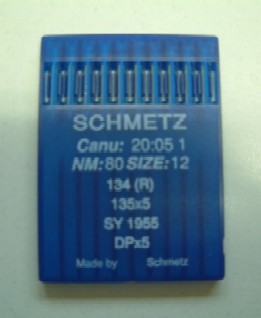 SCHMETZ
Canu: 20:05 1
NM:80 SIZE:12
134 (R)
135x5
SY 1955
DPx5
Made by Schmetz